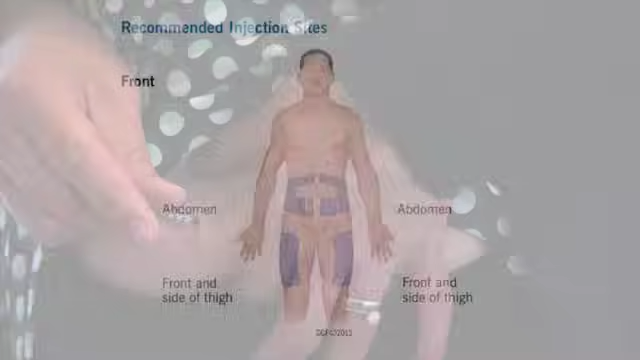 Recommended Injection Sites
Front
Abdomen
Abdomen
Front and
side of thigh
Front and
side of thigh